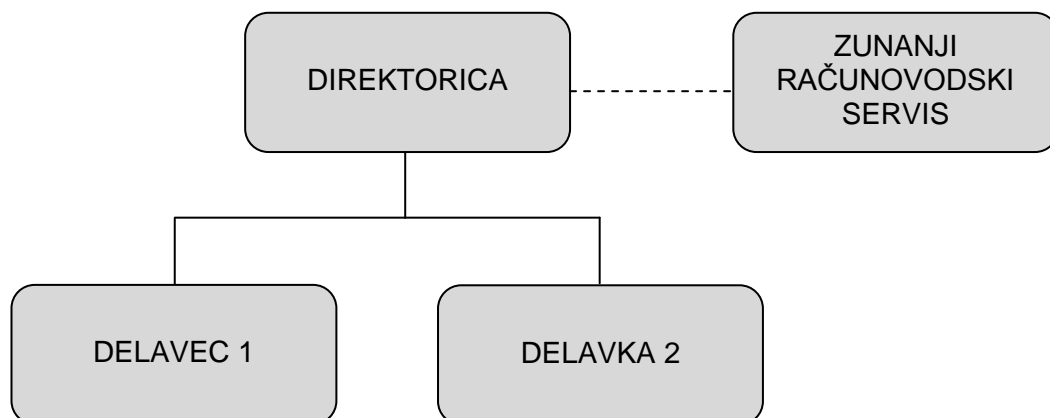 DIREKTORICA
ZUNANJI
RAČUNOVODSKI
SERVIS
DELAVEC 1
DELAVKA 2